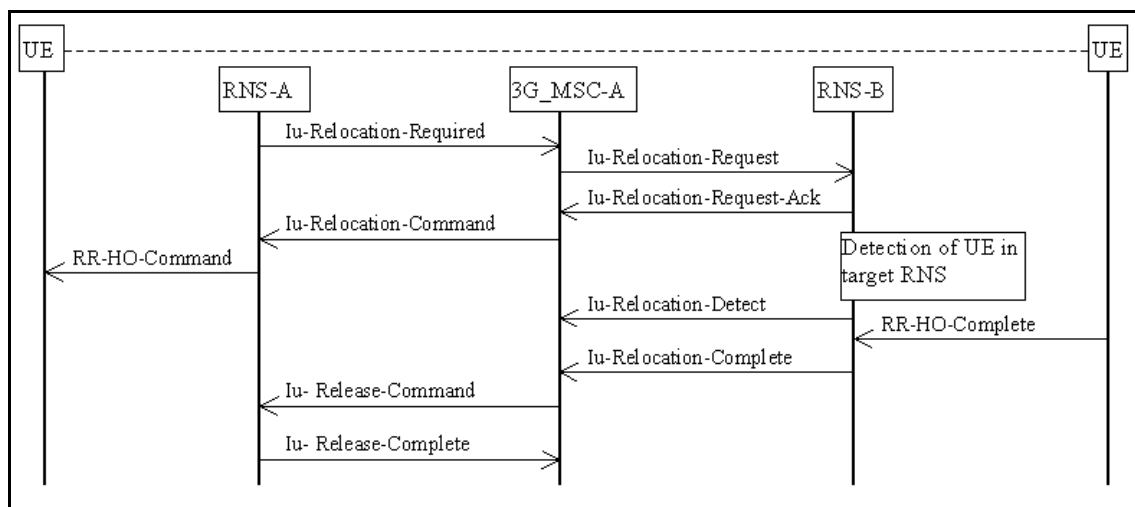 UE
UE
RNS-A
3G_MSC-A
RNS-B
Iu-Relocation-Required
Iu-Relocation-Request
Iu-Relocation-Request-Ack
Iu-Relocation-Command
Detection of UE in
target RNS
RR-HO-Command
Iu-Relocation-Detect
RR-HO-Complete
Iu-Relocation-Complete
Iu- Release-Command
Iu- Release-Complete